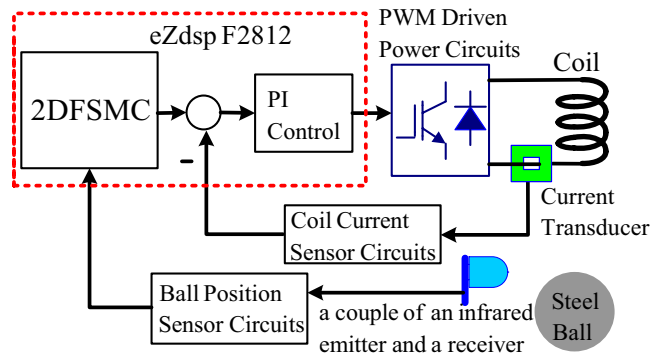 eZdsp F2812
PWM Driven
Power Circuits
Coil
2DFSMC
PI
Control
-
Current
Transducer
Coil Current
Sensor Circuits
Ball Position
Sensor Circuits
a couple of an infrared
emitter and a receiver
Steel
Ball